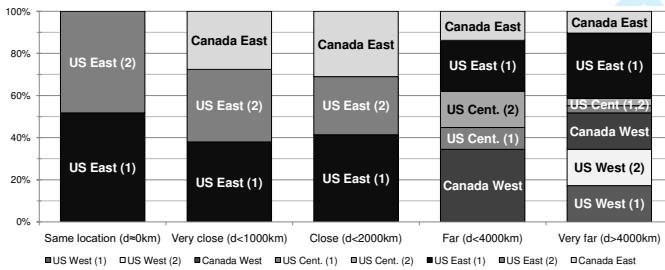 100%
80%
60%
40%
20%
0%
US East (2)
US East (1)
Canada East
US East (2)
US East (1)
Canada East
US East (2)
US East (1)
Canada East
US East (1)
US Cent. (2)
US Cent. (1)
Canada West
Canada East
US East (1)
US Cent (1,2)
Canada West
US West (2)
US West (1)
Same location (d≈0km) Very close (d<1000km) Close (d<2000km) Far (d<4000km) Very far (d>4000km)
US West (1) US West (2) Canada West US Cent. (1) US Cent. (2) US East (1) US East (2) Canada East